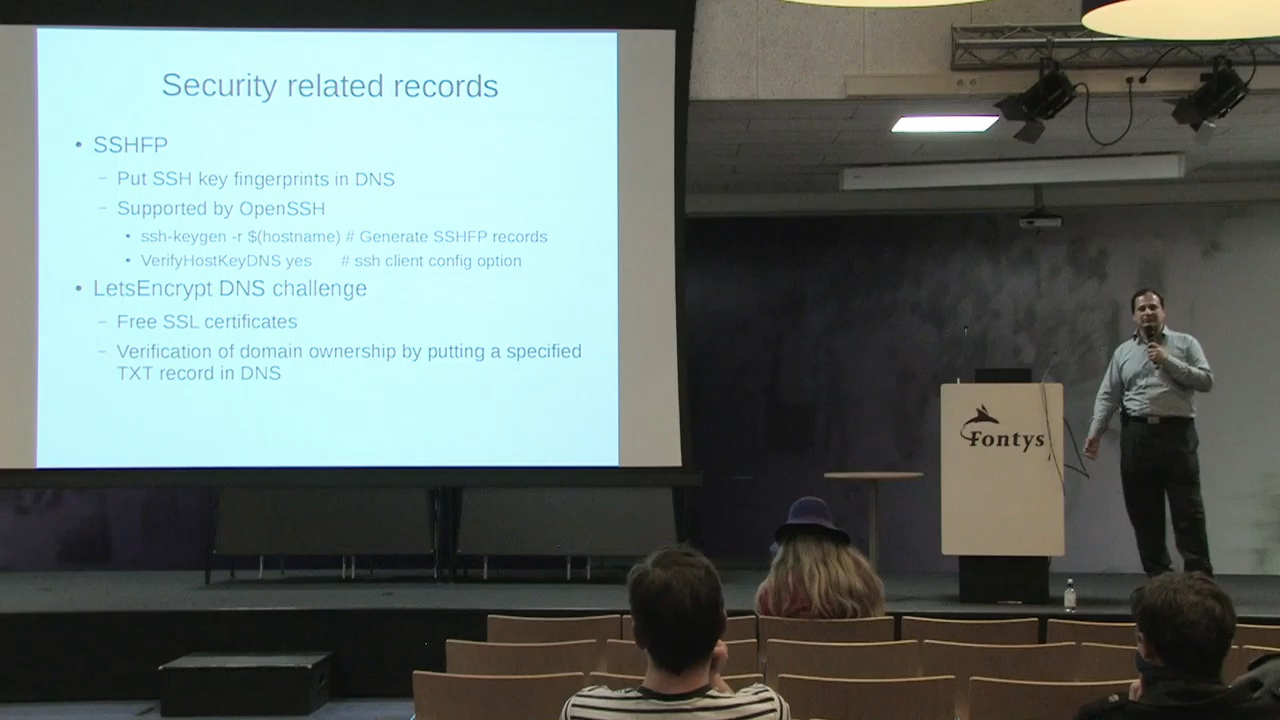 Security related records
• SSHFP
– Put SSH key fingerprints in DNS
– Supported by OpenSSH
• ssh-keygen -r $(hostname) # Generate SSHFP records
• VerifyHostKeyDNS yes # ssh client config option
• LetsEncrypt DNS challenge
– Free SSL certificates
– Verification of domain ownership by putting a specified
TXT record in DNS
Fontys